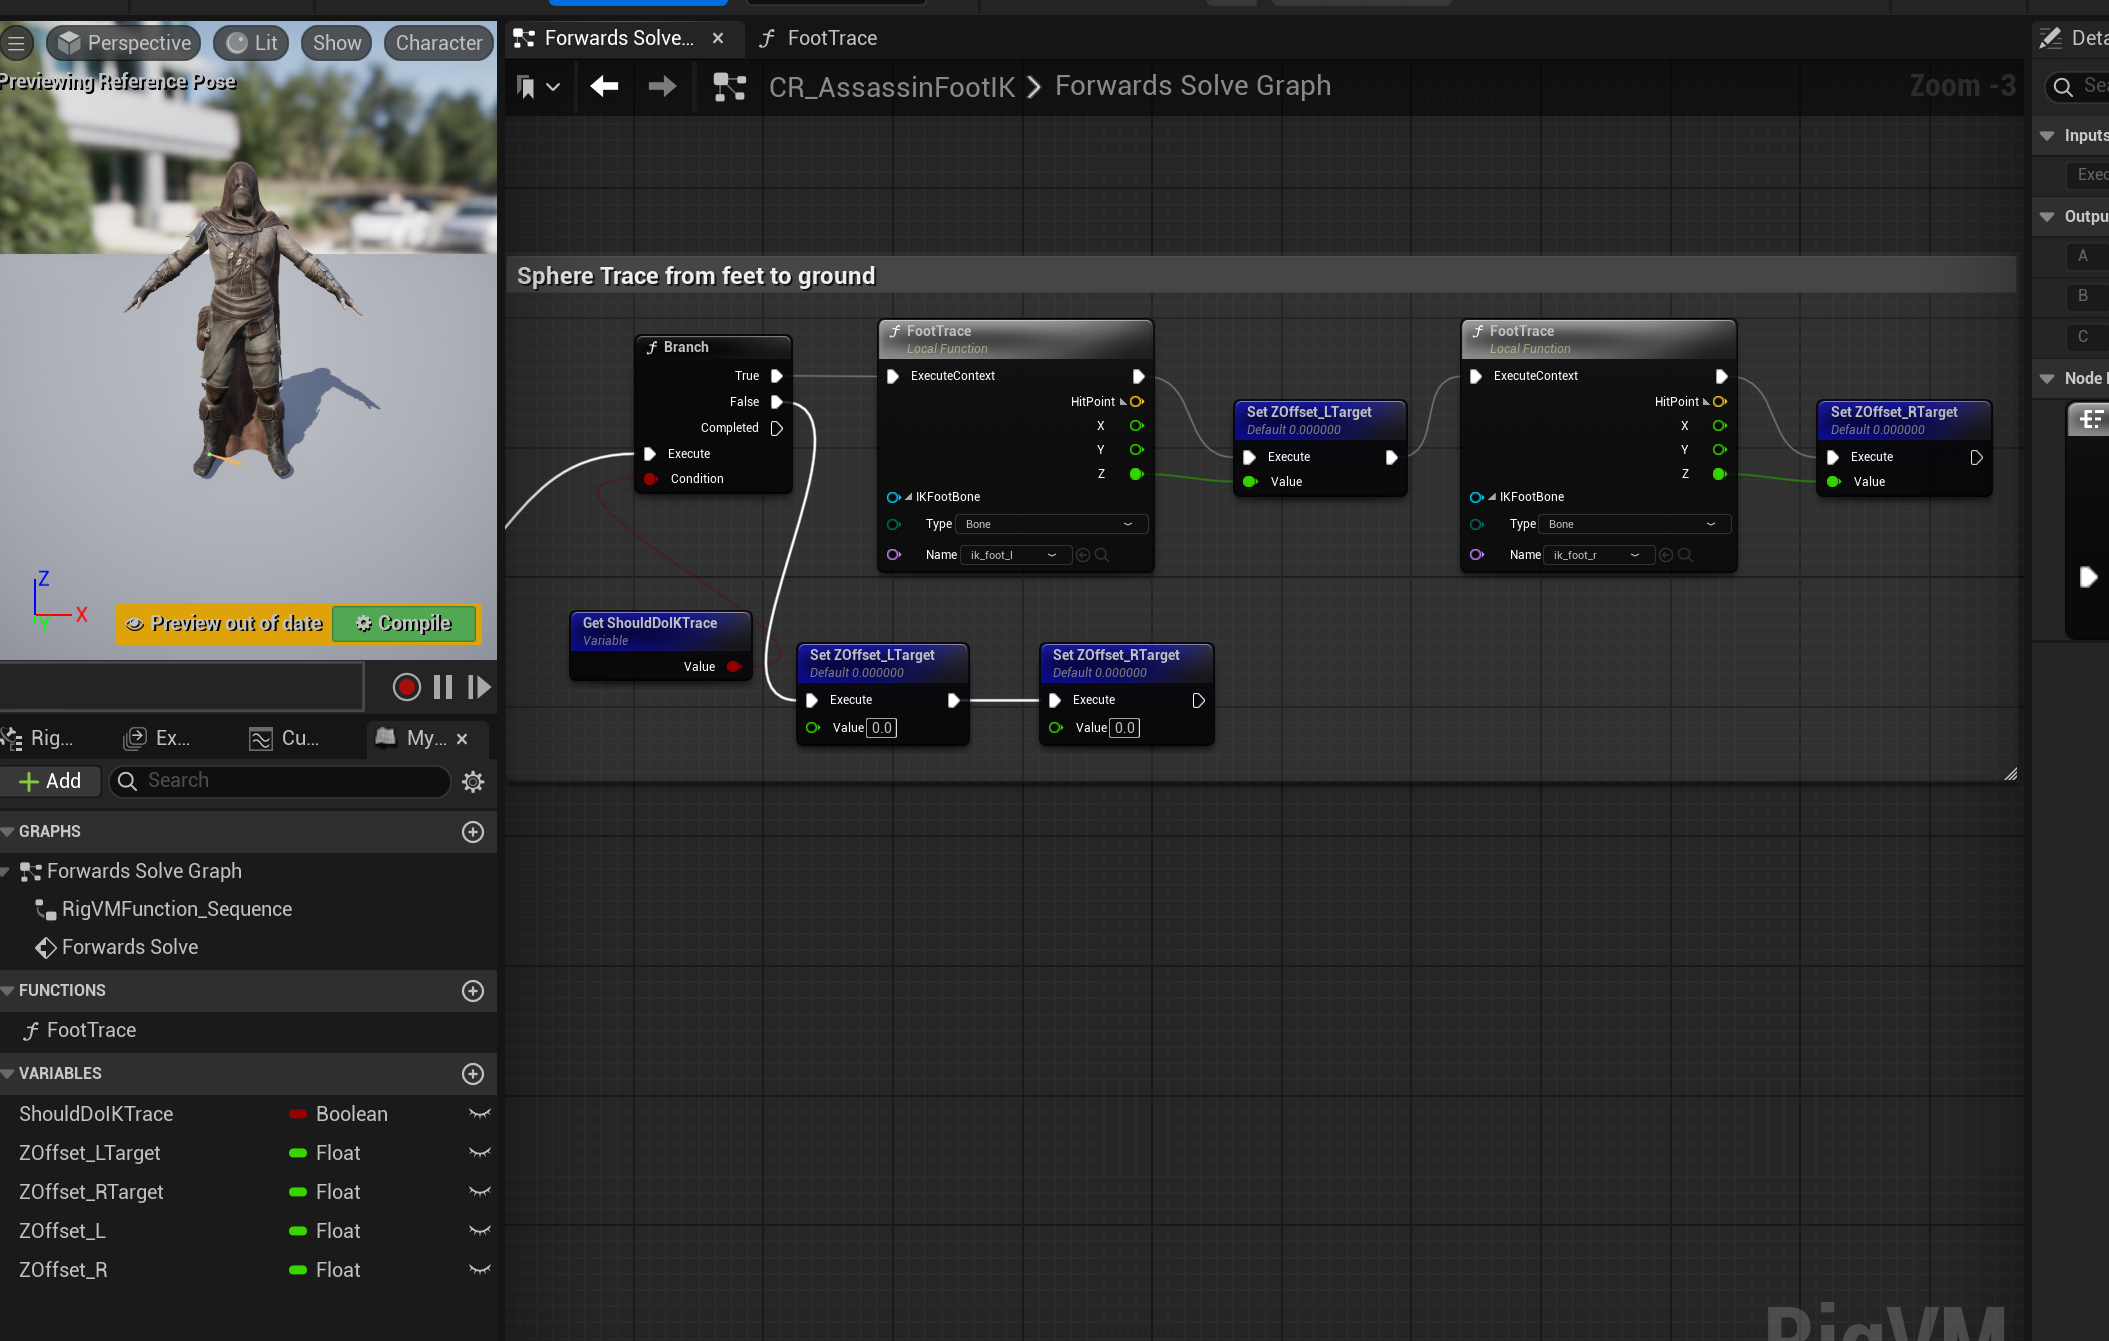 Perspective
Lit
Show
Character
Previewing Reference Pose
Z
X
Y
Preview out of date
Compile
Rig...
Ex...
Cu...
My...
Add
Search
GRAPHS
Forwards Solve Graph
RigVMFunction_Sequence
Forwards Solve
FUNCTIONS
FootTrace
VARIABLES
ShouldDoIKTrace Boolean
ZOffset_LTarget Float
ZOffset_RTarget Float
ZOffset_L Float
ZOffset_R Float
Forwards Solve...
FootTrace
CR_AssassinFootIK > Forwards Solve Graph
Zoom -3
Sphere Trace from feet to ground
Branch
True
False
Completed
Execute
Condition
FootTrace
Local Function
ExecuteContext
HitPoint
X
Y
Z
IKFootBone
Type Bone
Name ik_foot_l
Set ZOffset_LTarget
Default 0.000000
Execute
Value
FootTrace
Local Function
ExecuteContext
HitPoint
X
Y
Z
IKFootBone
Type Bone
Name ik_foot_r
Set ZOffset_RTarget
Default 0.000000
Execute
Value
Get ShouldDoIKTrace
Variable
Value
Set ZOffset_LTarget
Default 0.000000
Execute
Value 0.0
Set ZOffset_RTarget
Default 0.000000
Execute
Value 0.0
RigVM
Deta
Sea
Inputs
Exec
Outpu
A
B
C
Node